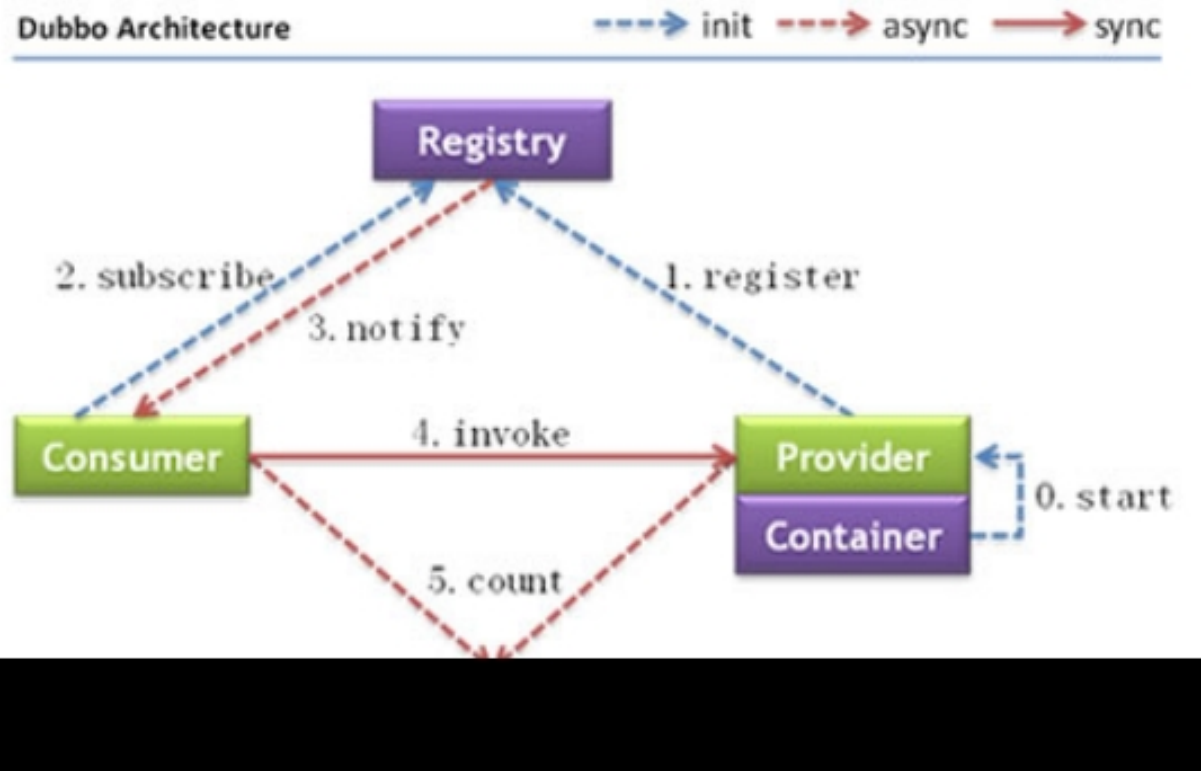 Dubbo Architecture
init
async
sync
Registry
2. subscribe
1. register
3. notify
4. invoke
Consumer
Provider
0. start
Container
5. count